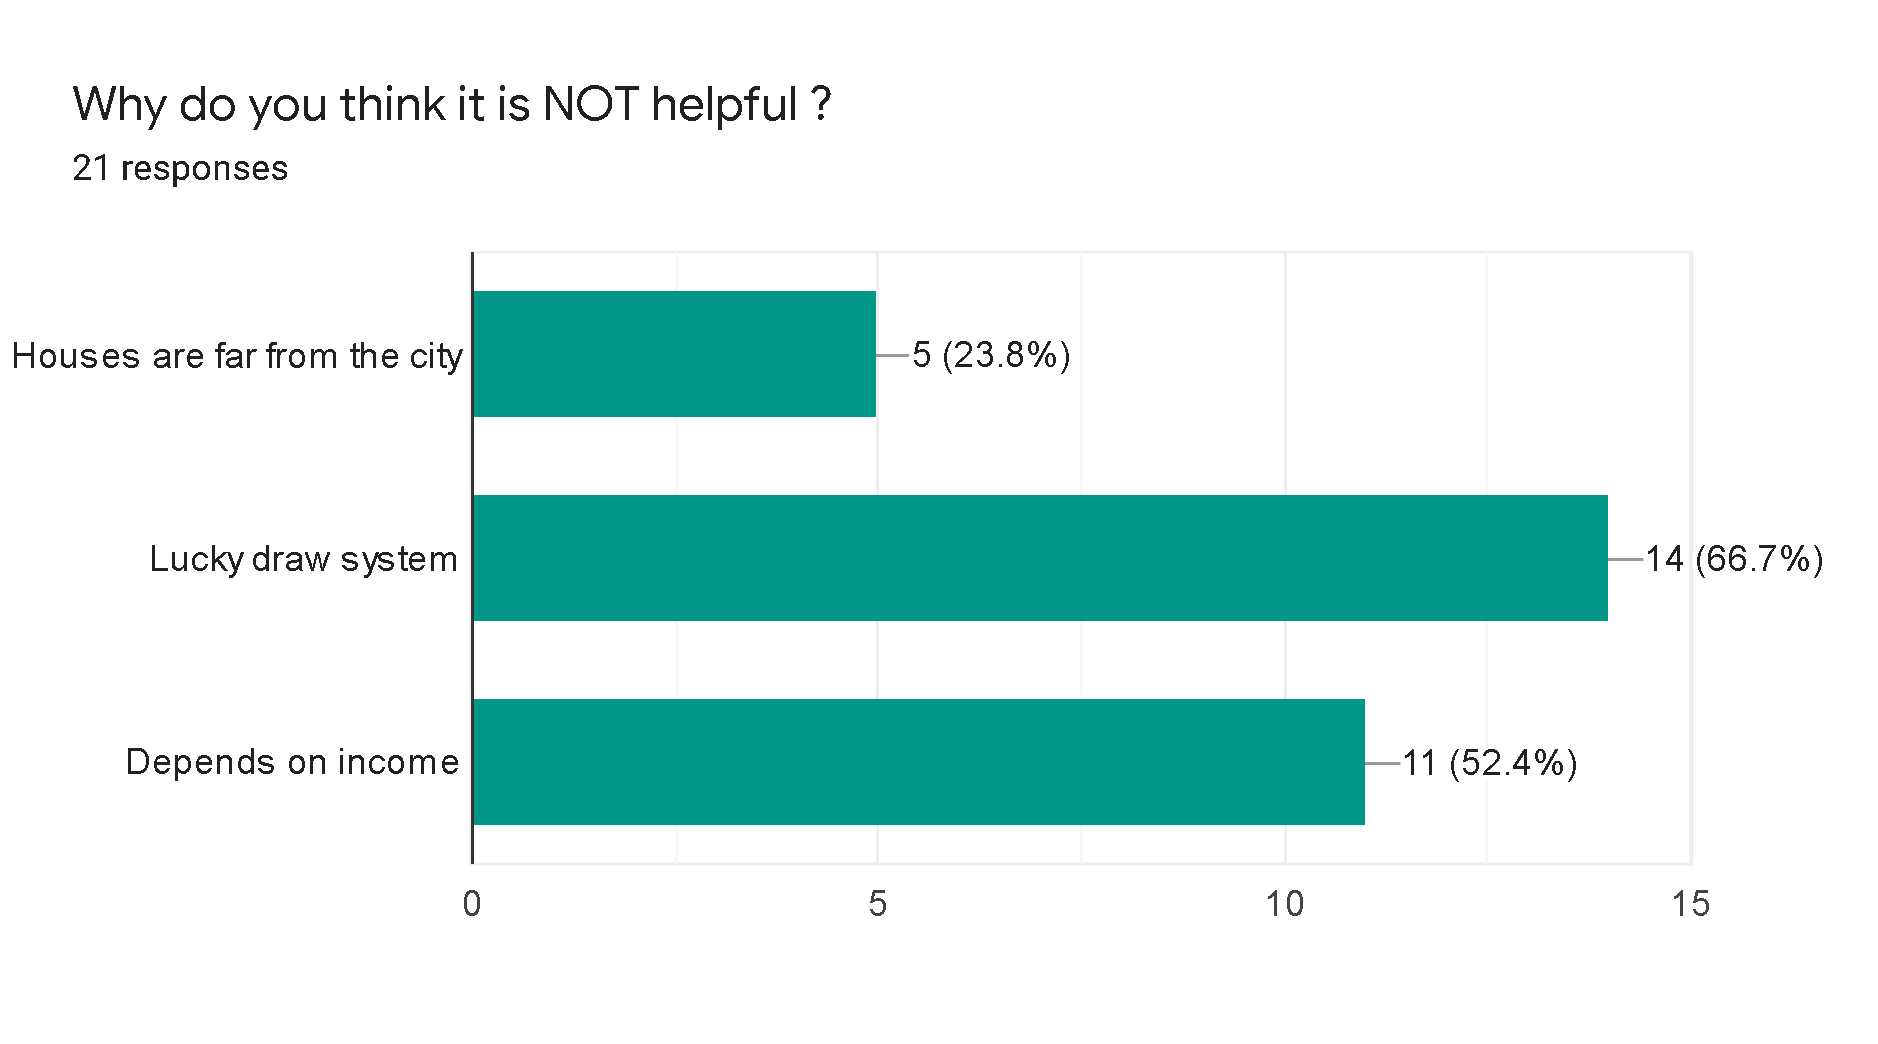 Why do you think it is NOT helpful ?
21 responses
Houses are far from the city
5 (23.8%)
Lucky draw system
14 (66.7%)
Depends on income
11 (52.4%)
0 5 10 15